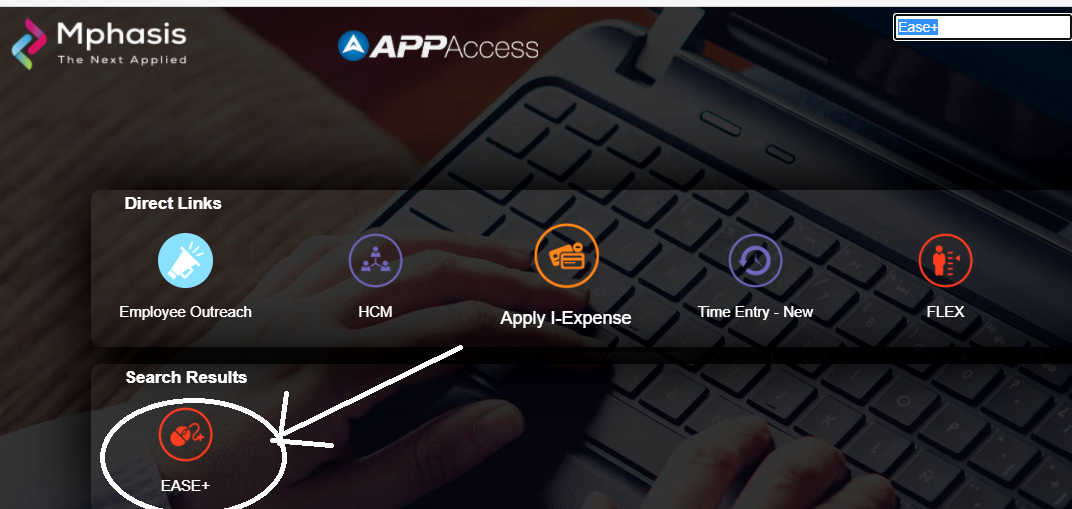 Mphasis
The Next Applied
APPAccess
Ease+
Direct Links
Employee Outreach
HCM
Apply I-Expense
Time Entry - New
FLEX
Search Results
EASE+